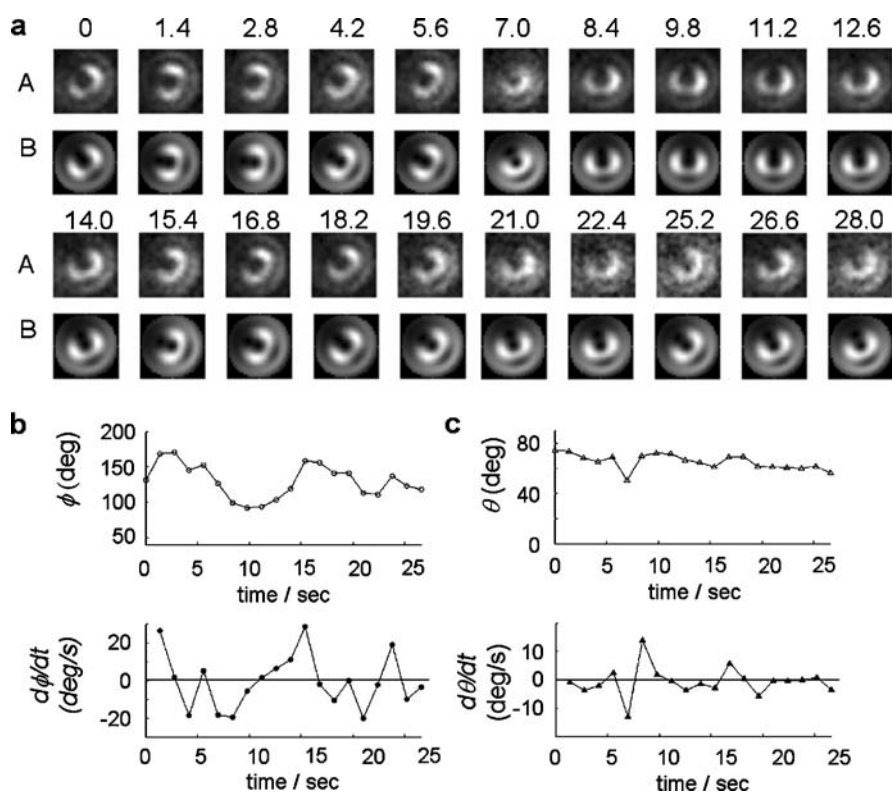 a 0 1.4 2.8 4.2 5.6 7.0 8.4 9.8 11.2 12.6
A
B
14.0 15.4 16.8 18.2 19.6 21.0 22.4 25.2 26.6 28.0
A
B
b
ϕ (deg)
200
150
100
50
0 5 10 15 20 25
time / sec
dϕ/dt
(deg/s)
20
0
-20
0 5 10 15 20 25
time / sec
c
θ (deg)
80
40
0
0 5 10 15 20 25
time / sec
dθ/dt
(deg/s)
10
0
-10
0 5 10 15 20 25
time / sec